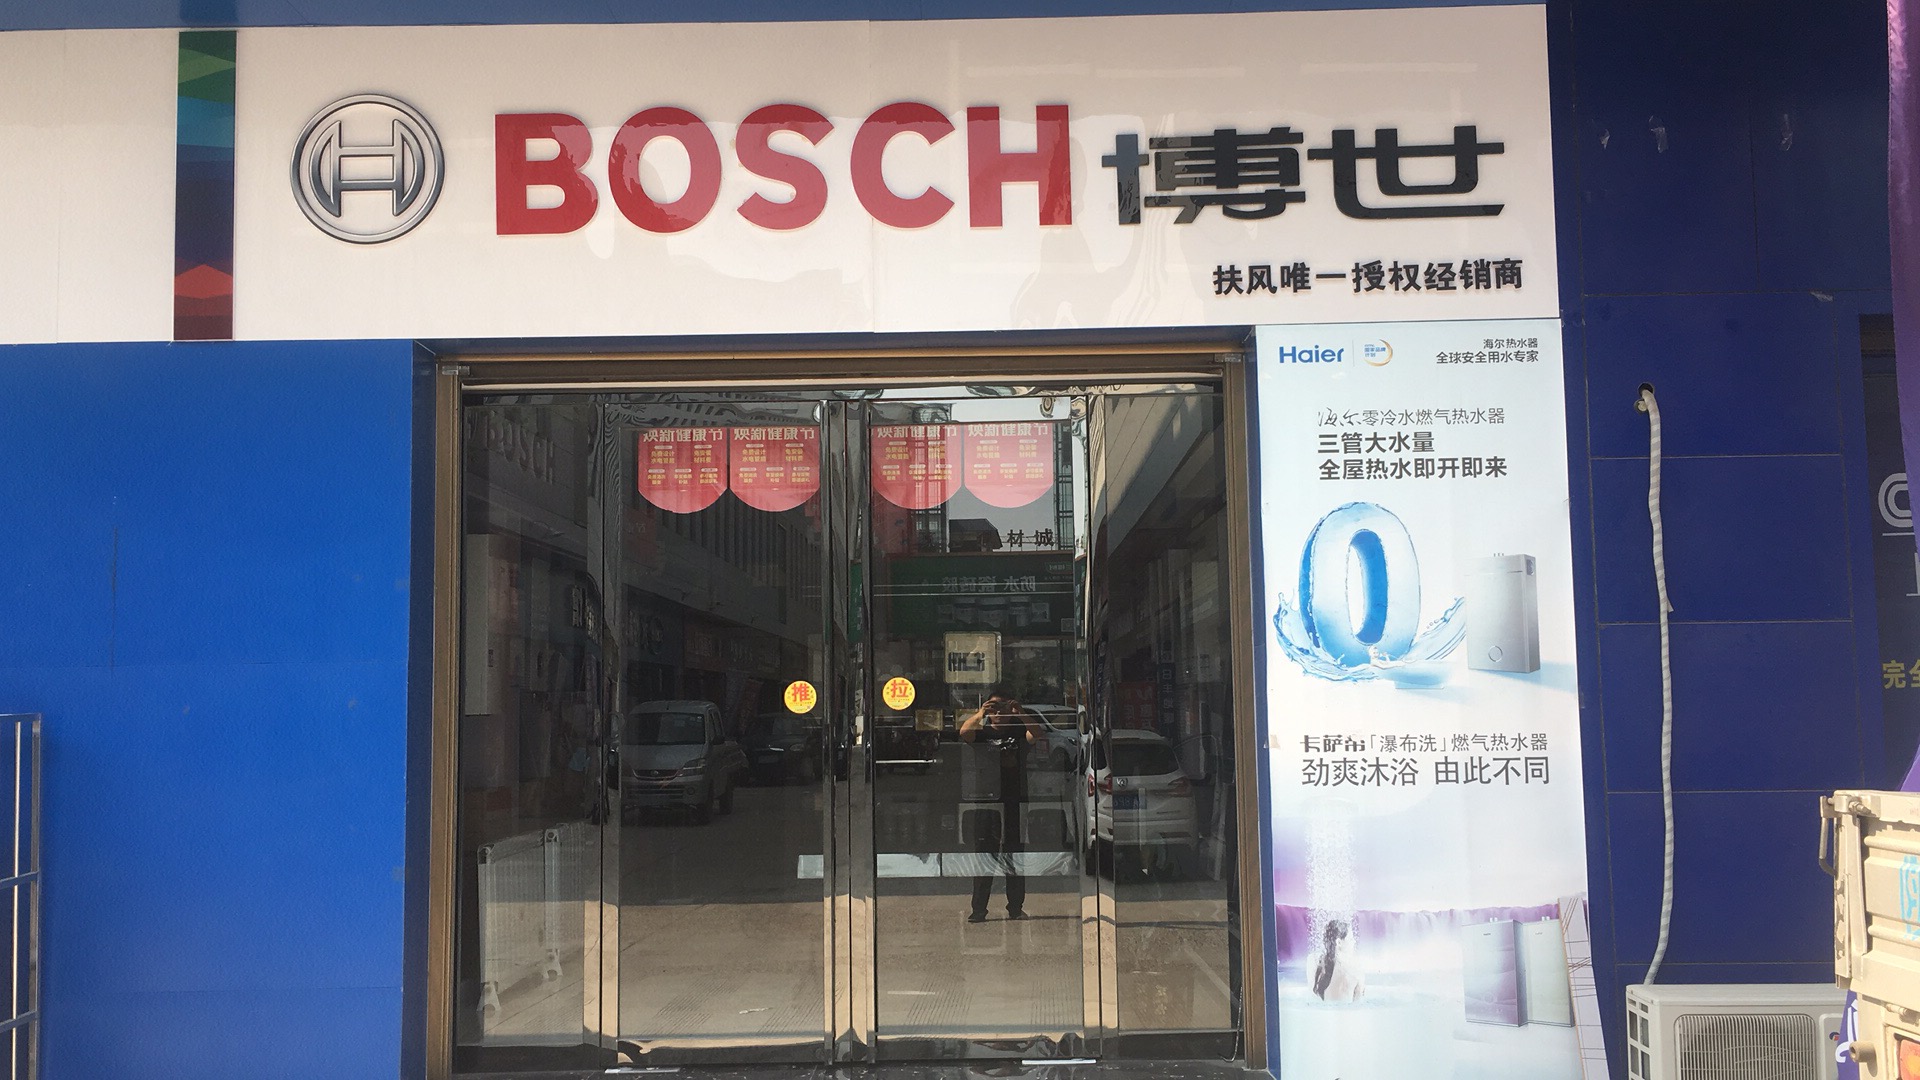 BOSCH 博世
扶风唯一授权经销商
Haier
海尔热水器
全球安全用水专家
海尔零冷水燃气热水器
三管大水量
全屋热水即开即来
0
卡萨帝「瀑布洗」燃气热水器
劲爽沐浴 由此不同
焕新健康节
焕新健康节
焕新健康节
焕新健康节
材城
推
拉
完全